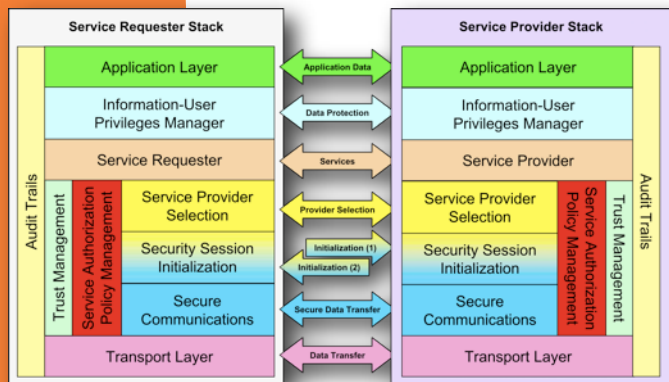 Service Requester Stack
Audit Trails
Application Layer
Information-User
Privileges Manager
Service Requester
Trust Management
Service Authorization
Policy Management
Service Provider
Selection
Security Session
Initialization
Secure
Communications
Transport Layer
Application Data
Data Protection
Services
Provider Selection
Initialization (1)
Initialization (2)
Secure Data Transfer
Data Transfer
Service Provider Stack
Application Layer
Information-User
Privileges Manager
Service Provider
Service Provider
Selection
Security Session
Initialization
Secure
Communications
Service Authorization
Policy Management
Trust Management
Transport Layer
Audit Trails